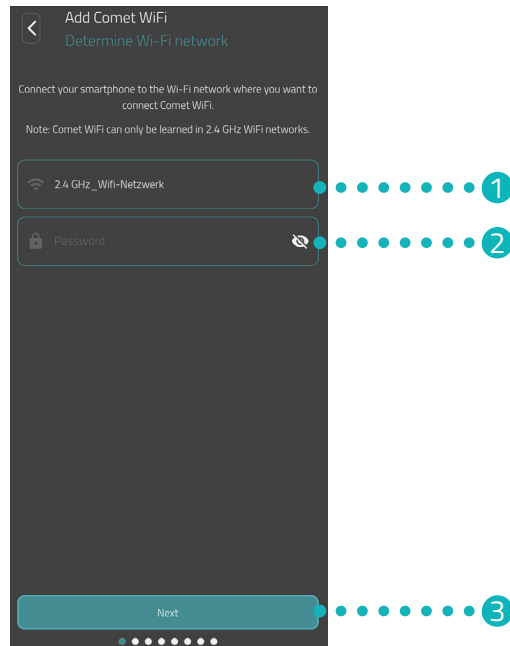 Add Comet WiFi
Determine Wi-Fi network
Connect your smartphone to the Wi-Fi network where you want to
connect Comet WiFi.
Note: Comet WiFi can only be learned in 2.4 GHz WiFi networks.
2.4 GHz_Wifi-Netzwerk
1
Password
2
Next
3